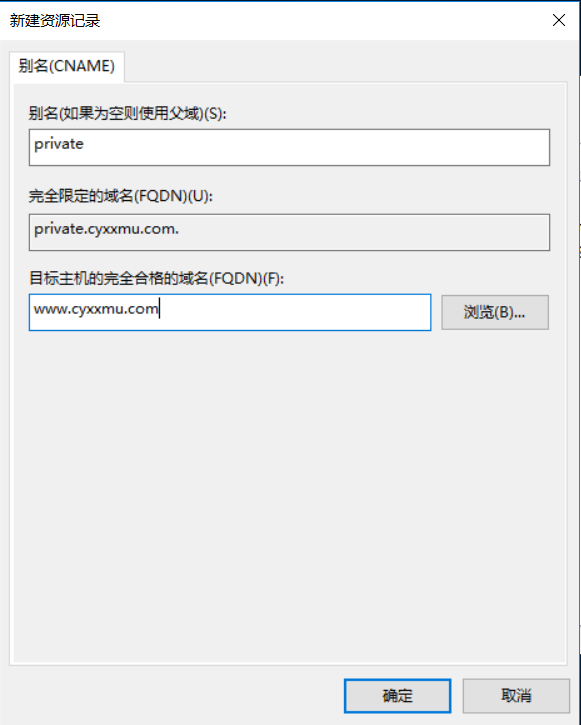 新建资源记录
别名(CNAME)
别名(如果为空则使用父域)(S):
private
完全限定的域名(FQDN)(U):
private.cyxxmu.com.
目标主机的完全合格的域名(FQDN)(F):
www.cyxxmu.com
浏览(B)...
确定
取消